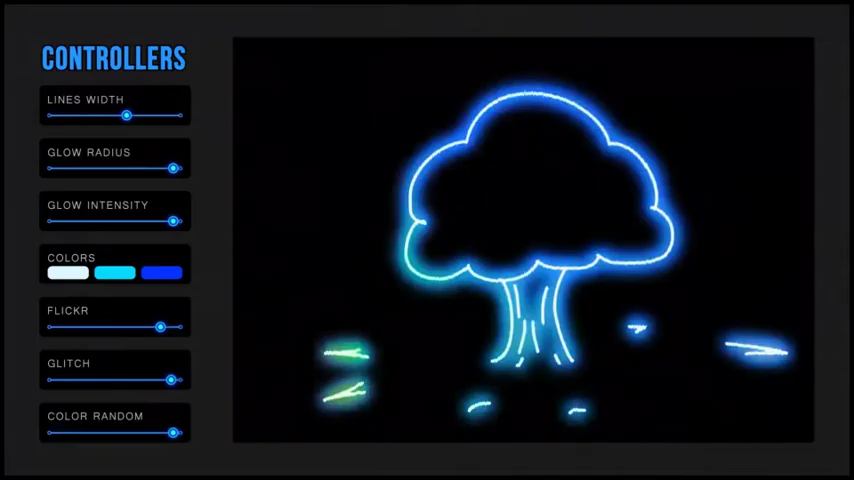 CONTROLLERS
LINES WIDTH
GLOW RADIUS
GLOW INTENSITY
COLORS
FLICKR
GLITCH
COLOR RANDOM